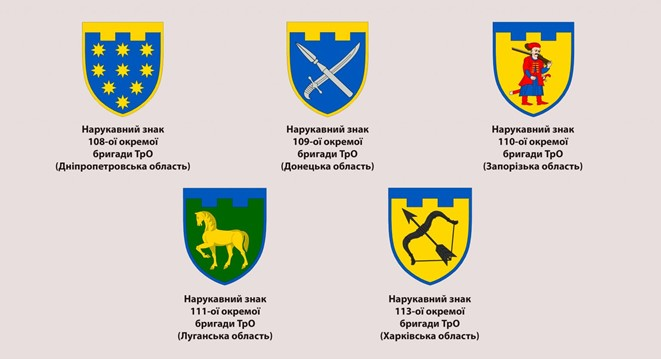 Нарукавний знак
108-ої окремої
бригади ТрО
(Дніпропетровська область)
Нарукавний знак
109-ої окремої
бригади ТрО
(Донецька область)
Нарукавний знак
110-ої окремої
бригади ТрО
(Запорізька область)
Нарукавний знак
111-ої окремої
бригади ТрО
(Луганська область)
Нарукавний знак
113-ої окремої
бригади ТрО
(Харківська область)